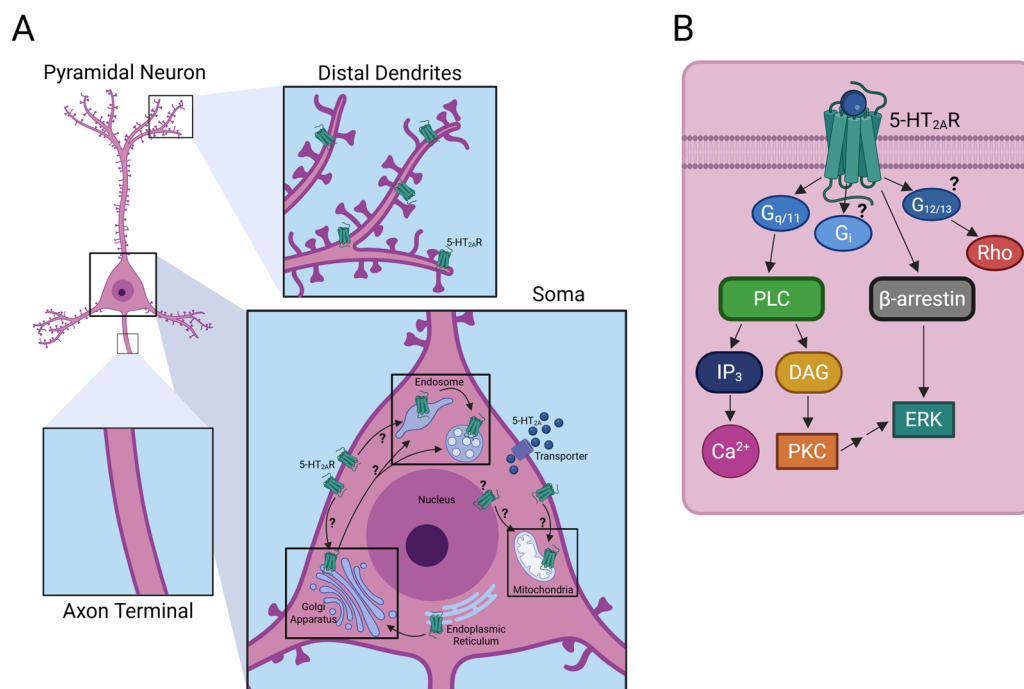 A
Pyramidal Neuron
Distal Dendrites
5-HT2AR
Soma
Endosome
?
?
5-HT2AR
?
5-HT2A
Transporter
Nucleus
?
?
?
Golgi
Apparatus
Mitochondria
Endoplasmic
Reticulum
Axon Terminal
B
5-HT2AR
Gq/11
?
Gi
?
G12/13
Rho
PLC
β-arrestin
IP3
DAG
Ca2+
PKC
ERK